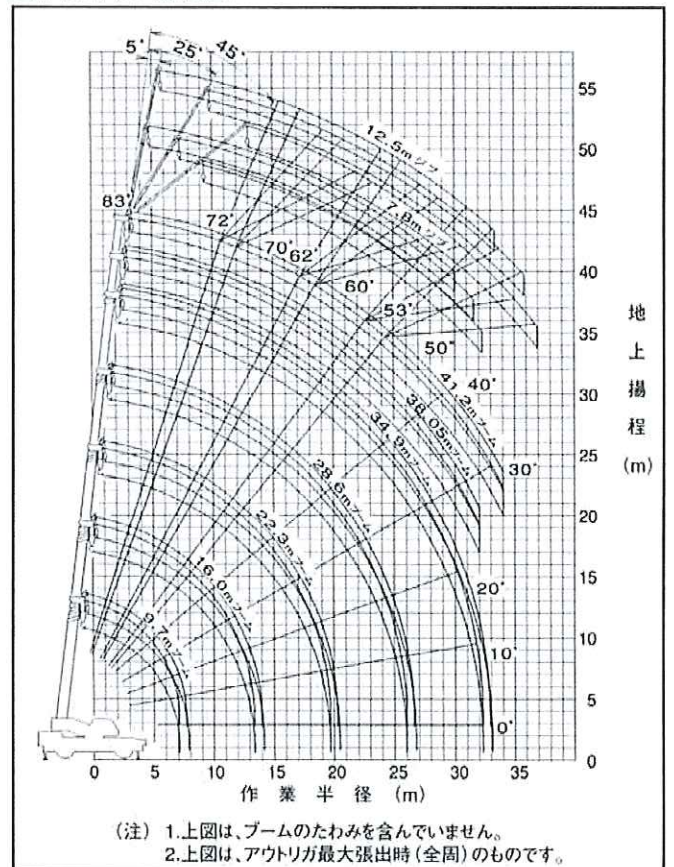 5° 25° 45°
55
12.5mジブ
50
7.8mジブ
83°
45
72°
70° 62°
40
60°
53°
35
50°
地上揚程(m)
41.2mブーム
40°
38.05mブーム
34.9mブーム
30
30°
28.6mブーム
25
22.3mブーム
20
20°
16.0mブーム
15
9.7mブーム
10°
10
5
0°
0
0 5 10 15 20 25 30 35
作業半径(m)
(注) 1.上図は、ブームのたわみを含んでいません。
2.上図は、アウトリガ最大張出時(全周)のものです。